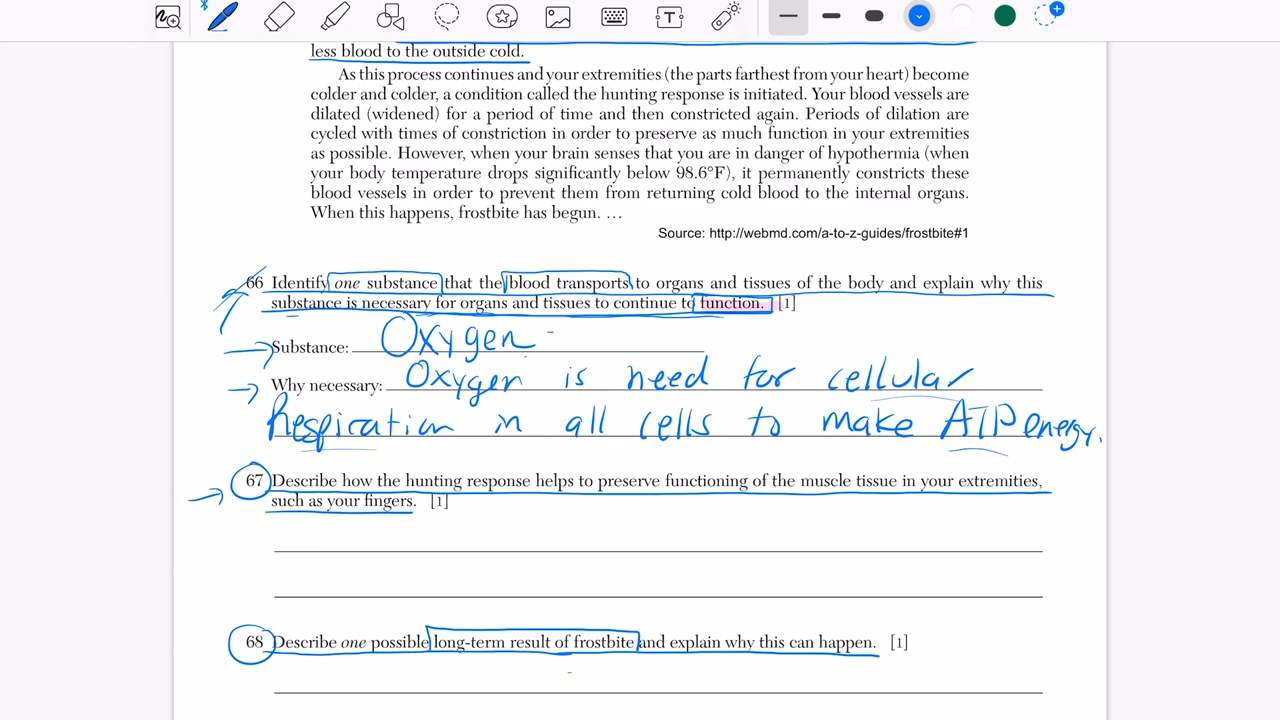 less blood to the outside cold.
As this process continues and your extremities (the parts farthest from your heart) become
colder and colder, a condition called the hunting response is initiated. Your blood vessels are
dilated (widened) for a period of time and then constricted again. Periods of dilation are
cycled with times of constriction in order to preserve as much function in your extremities
as possible. However, when your brain senses that you are in danger of hypothermia (when
your body temperature drops significantly below 98.6°F), it permanently constricts these
blood vessels in order to prevent them from returning cold blood to the internal organs.
When this happens, frostbite has begun. …
Source: http://webmd.com/a-to-z-guides/frostbite#1
66 Identify one substance that the blood transports to organs and tissues of the body and explain why this
substance is necessary for organs and tissues to continue to function. [1]
Substance: Oxygen
Why necessary: Oxygen is need for cellular
Respiration in all cells to make ATP energy.
67 Describe how the hunting response helps to preserve functioning of the muscle tissue in your extremities,
such as your fingers. [1]
68 Describe one possible long-term result of frostbite and explain why this can happen. [1]